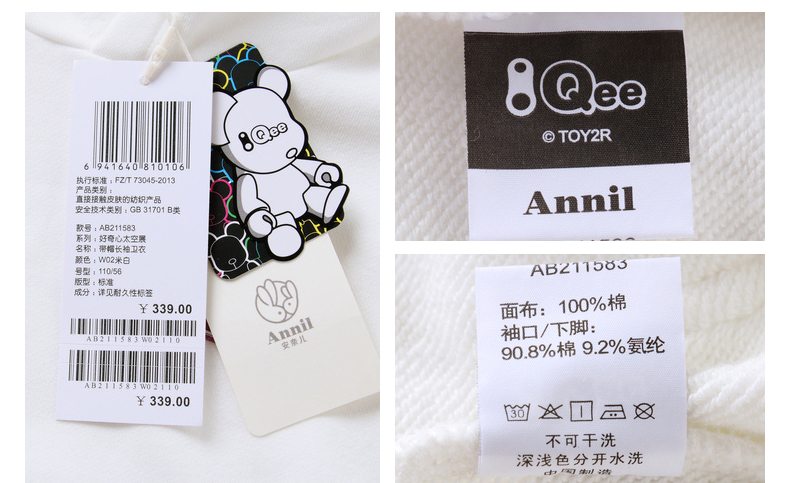 6 941640 810106
执行标准：FZ/T 73045-2013
产品类别：
直接接触皮肤的纺织产品
安全技术类别：GB 31701 B类
款号：AB211583
系列：好奇心太空展
名称：带帽长袖卫衣
颜色：W02米白
号型：110/56
版型：标准
成分：详见耐久性标签
￥339.00
AB211583W02110
AB211583W02110
￥339.00
Qee
Annil
安奈儿
Qee
© TOY2R
Annil
AB211583
面布：100%棉
袖口/下脚：
90.8%棉 9.2%氨纶
30
不可干洗
深浅色分开水洗
中国制造